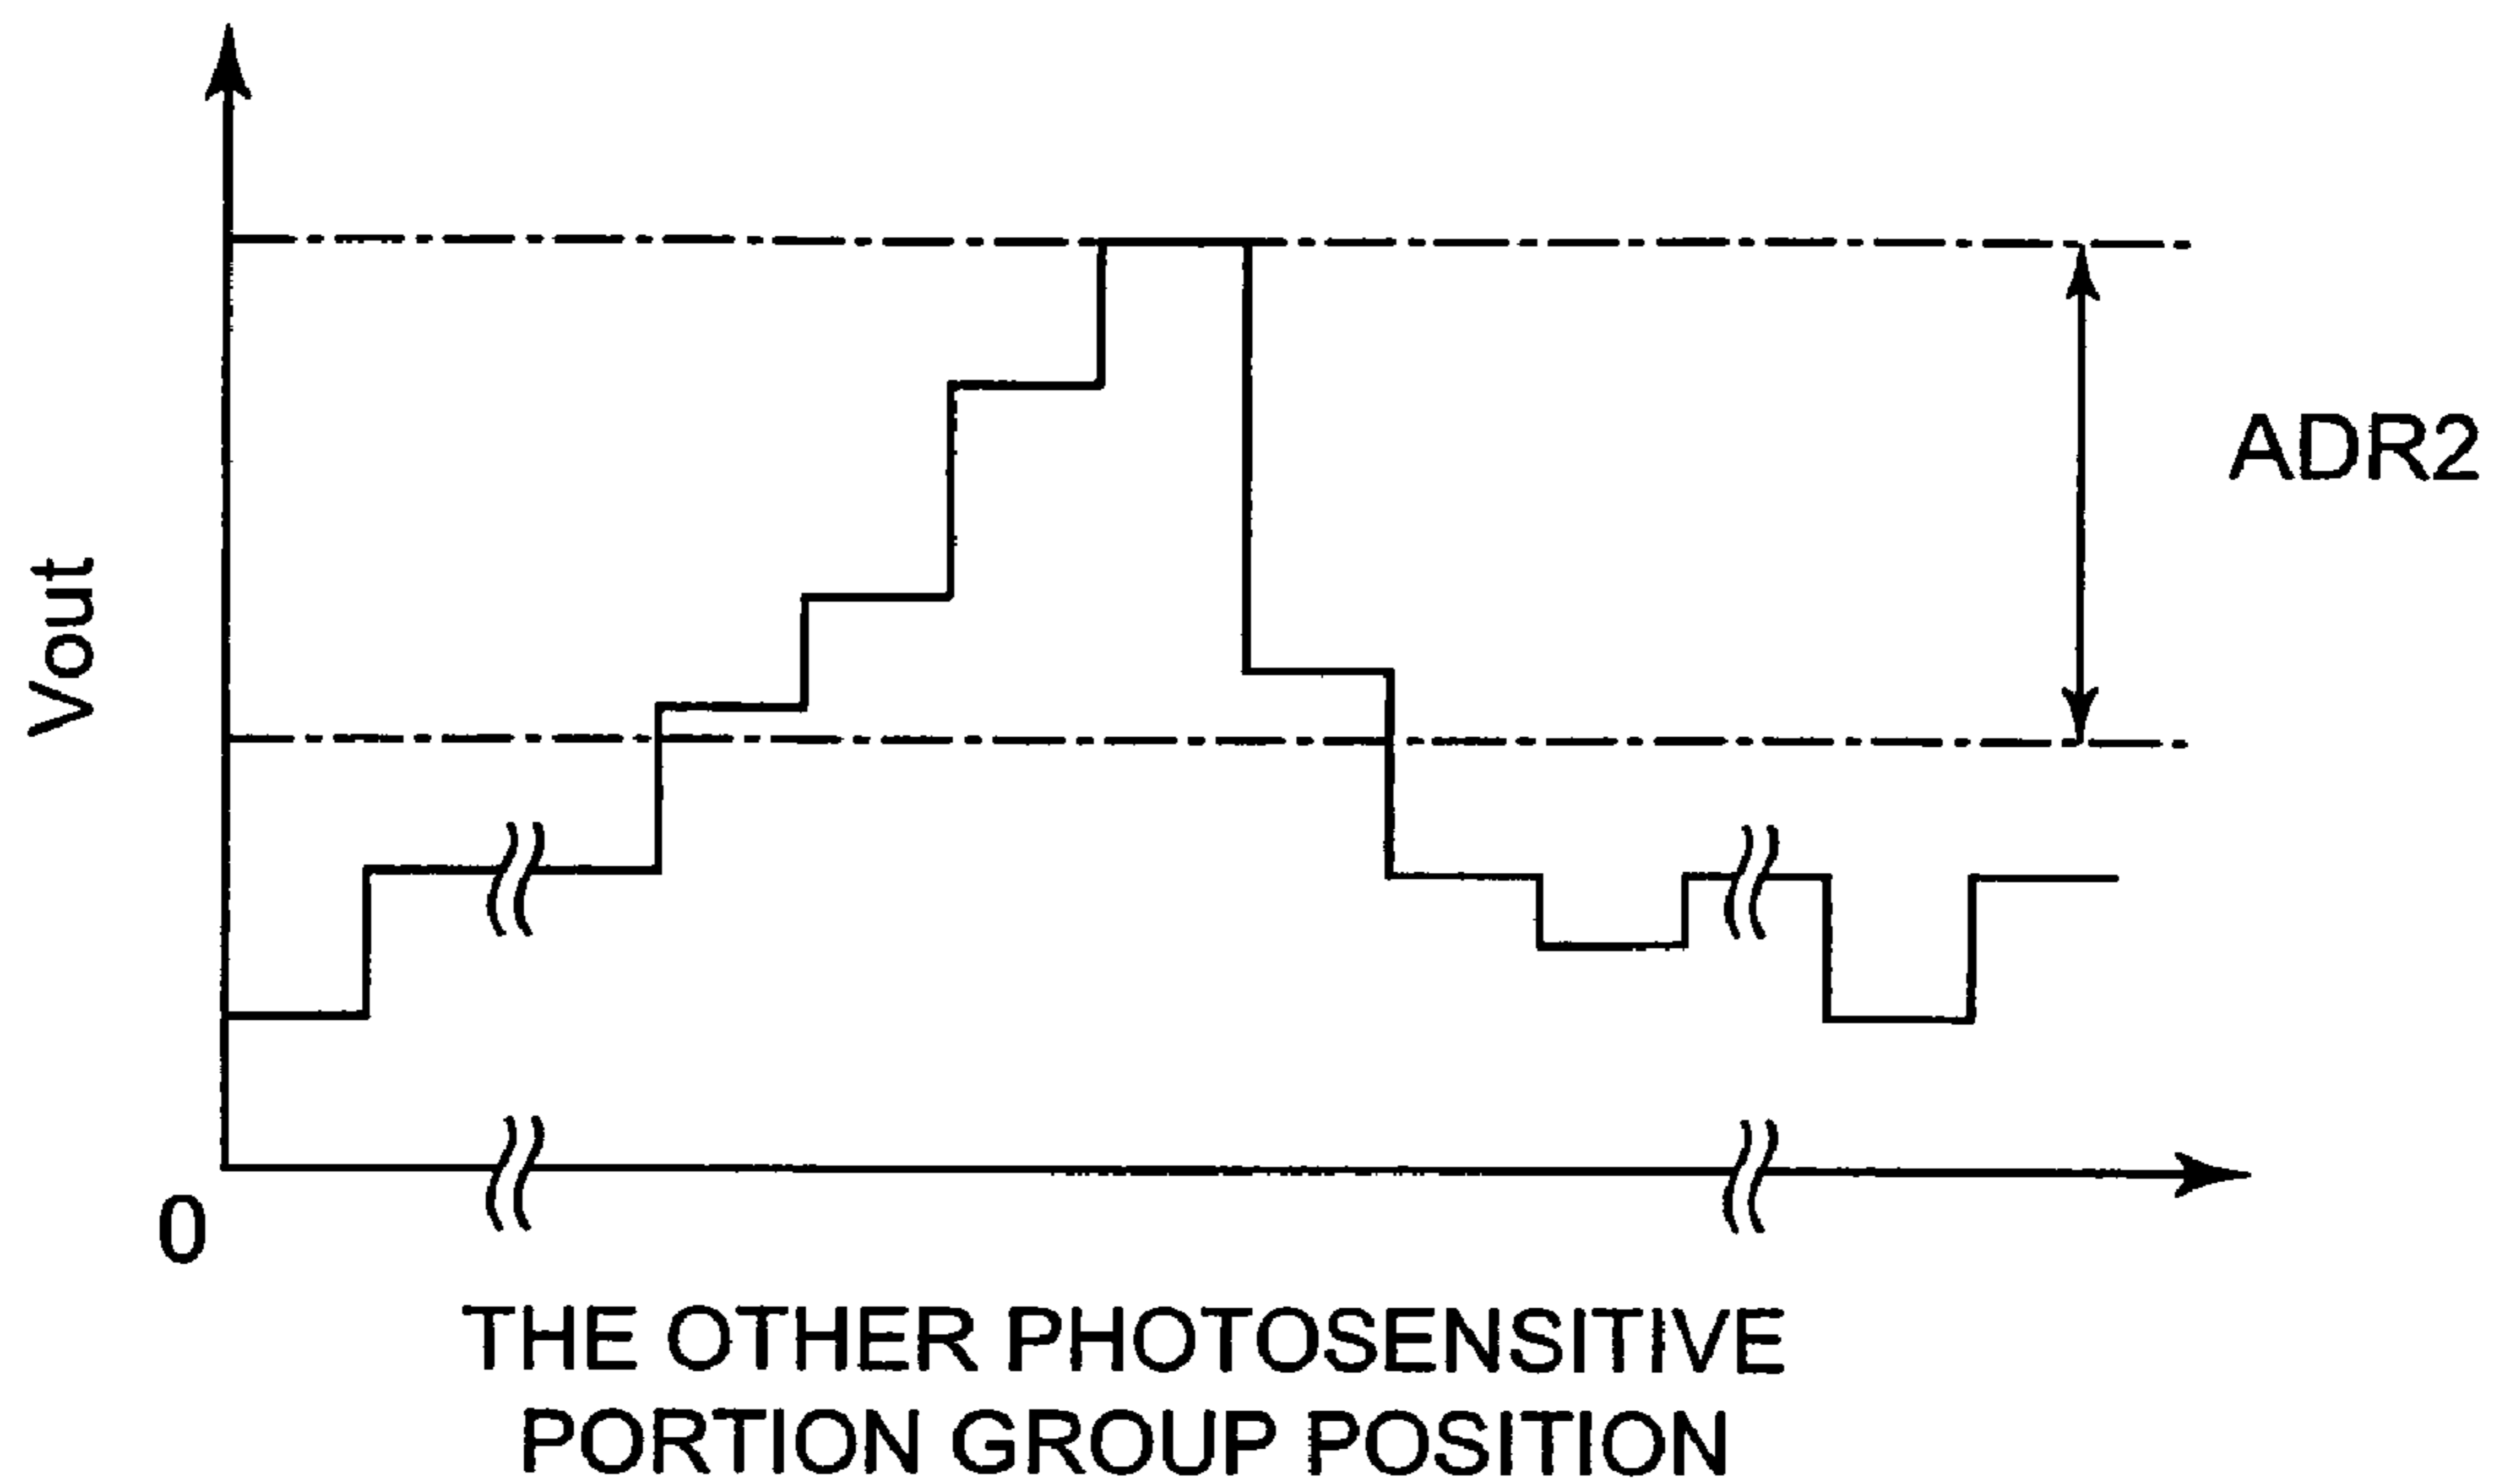 ADR2
Vout
0
THE OTHER PHOTOSENSITIVE
PORTION GROUP POSITION